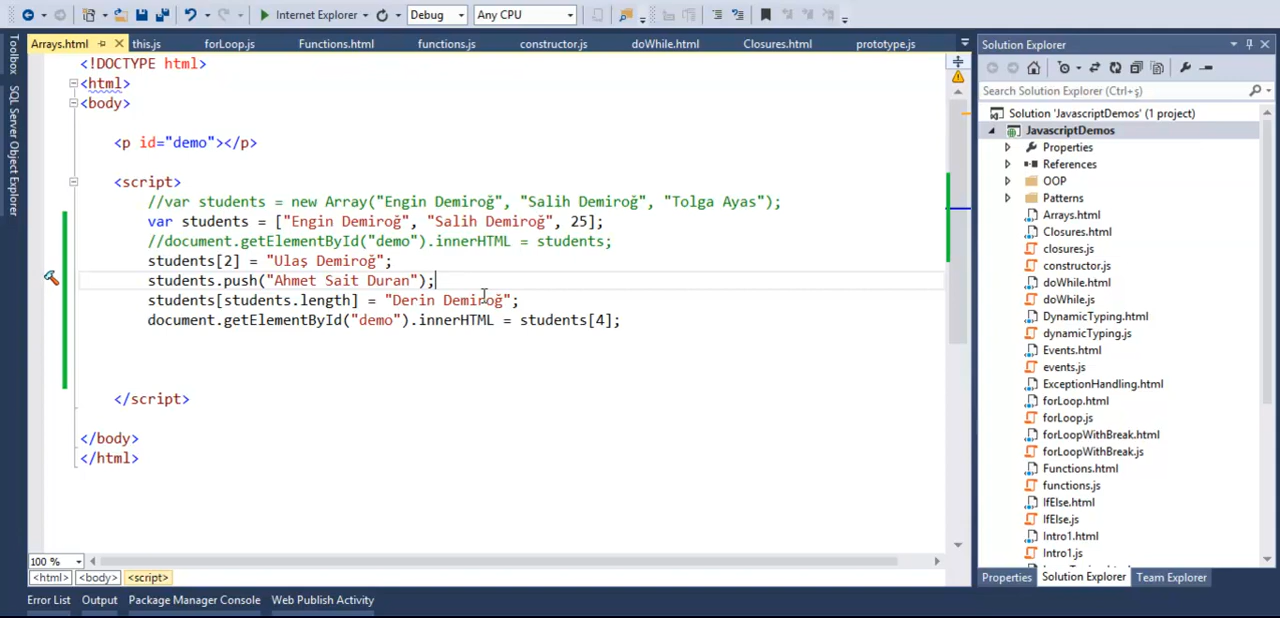 Internet Explorer Debug Any CPU
Arrays.html this.js forLoop.js Functions.html functions.js constructor.js doWhile.html Closures.html prototype.js
Toolbox
SQL Server Object Explorer
<!DOCTYPE html>
<html>
<body>
<p id="demo"></p>
<script>
//var students = new Array("Engin Demiroğ", "Salih Demiroğ", "Tolga Ayas");
var students = ["Engin Demiroğ", "Salih Demiroğ", 25];
//document.getElementById("demo").innerHTML = students;
students[2] = "Ulaş Demiroğ";
students.push("Ahmet Sait Duran");
students[students.length] = "Derin Demiroğ";
document.getElementById("demo").innerHTML = students[4];
</script>
</body>
</html>
100 %
<html> <body> <script>
Error List Output Package Manager Console Web Publish Activity
Solution Explorer
Search Solution Explorer (Ctrl+ş)
Solution 'JavascriptDemos' (1 project)
JavascriptDemos
Properties
References
OOP
Patterns
Arrays.html
Closures.html
closures.js
constructor.js
doWhile.html
doWhile.js
DynamicTyping.html
dynamicTyping.js
Events.html
events.js
ExceptionHandling.html
forLoop.html
forLoop.js
forLoopWithBreak.html
forLoopWithBreak.js
Functions.html
functions.js
IfElse.html
IfElse.js
Intro1.html
Intro1.js
Properties Solution Explorer Team Explorer